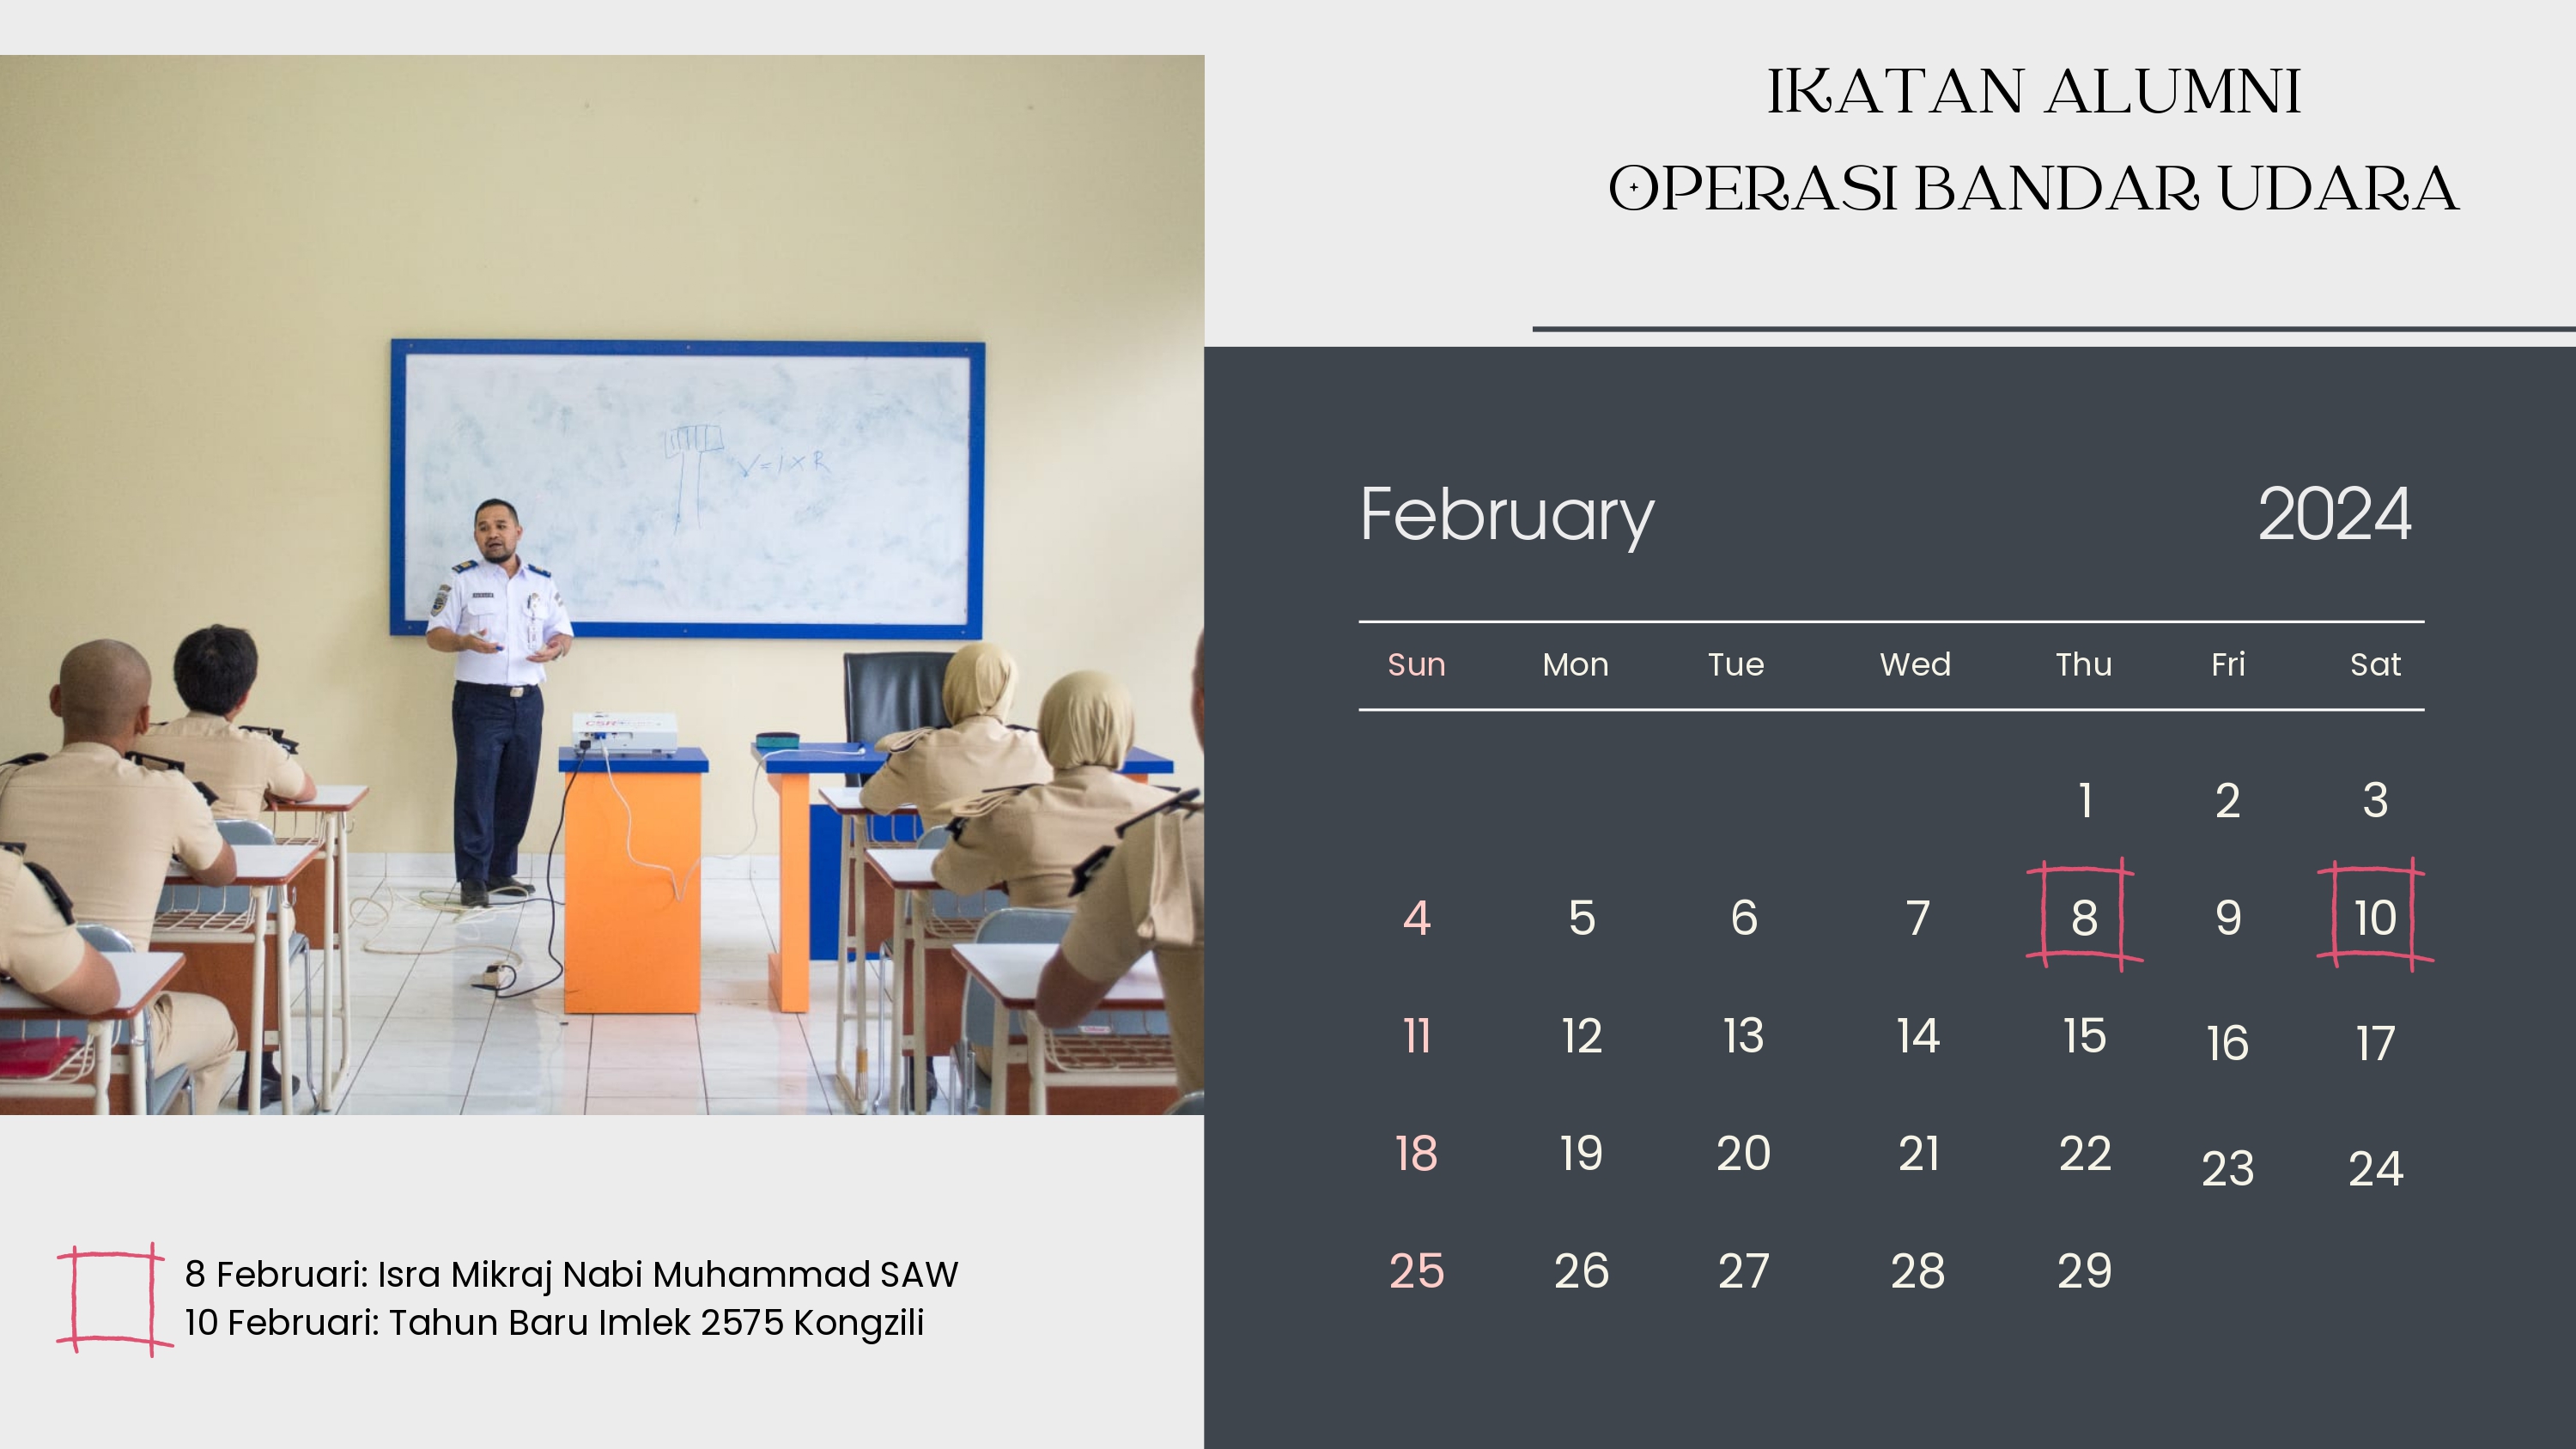 IKATAN ALUMNI
OPERASI BANDAR UDARA
V=i×R
February 2024
Sun Mon Tue Wed Thu Fri Sat
1 2 3
4 5 6 7 8 9 10
11 12 13 14 15 16 17
18 19 20 21 22 23 24
25 26 27 28 29
8 Februari: Isra Mikraj Nabi Muhammad SAW
10 Februari: Tahun Baru Imlek 2575 Kongzili